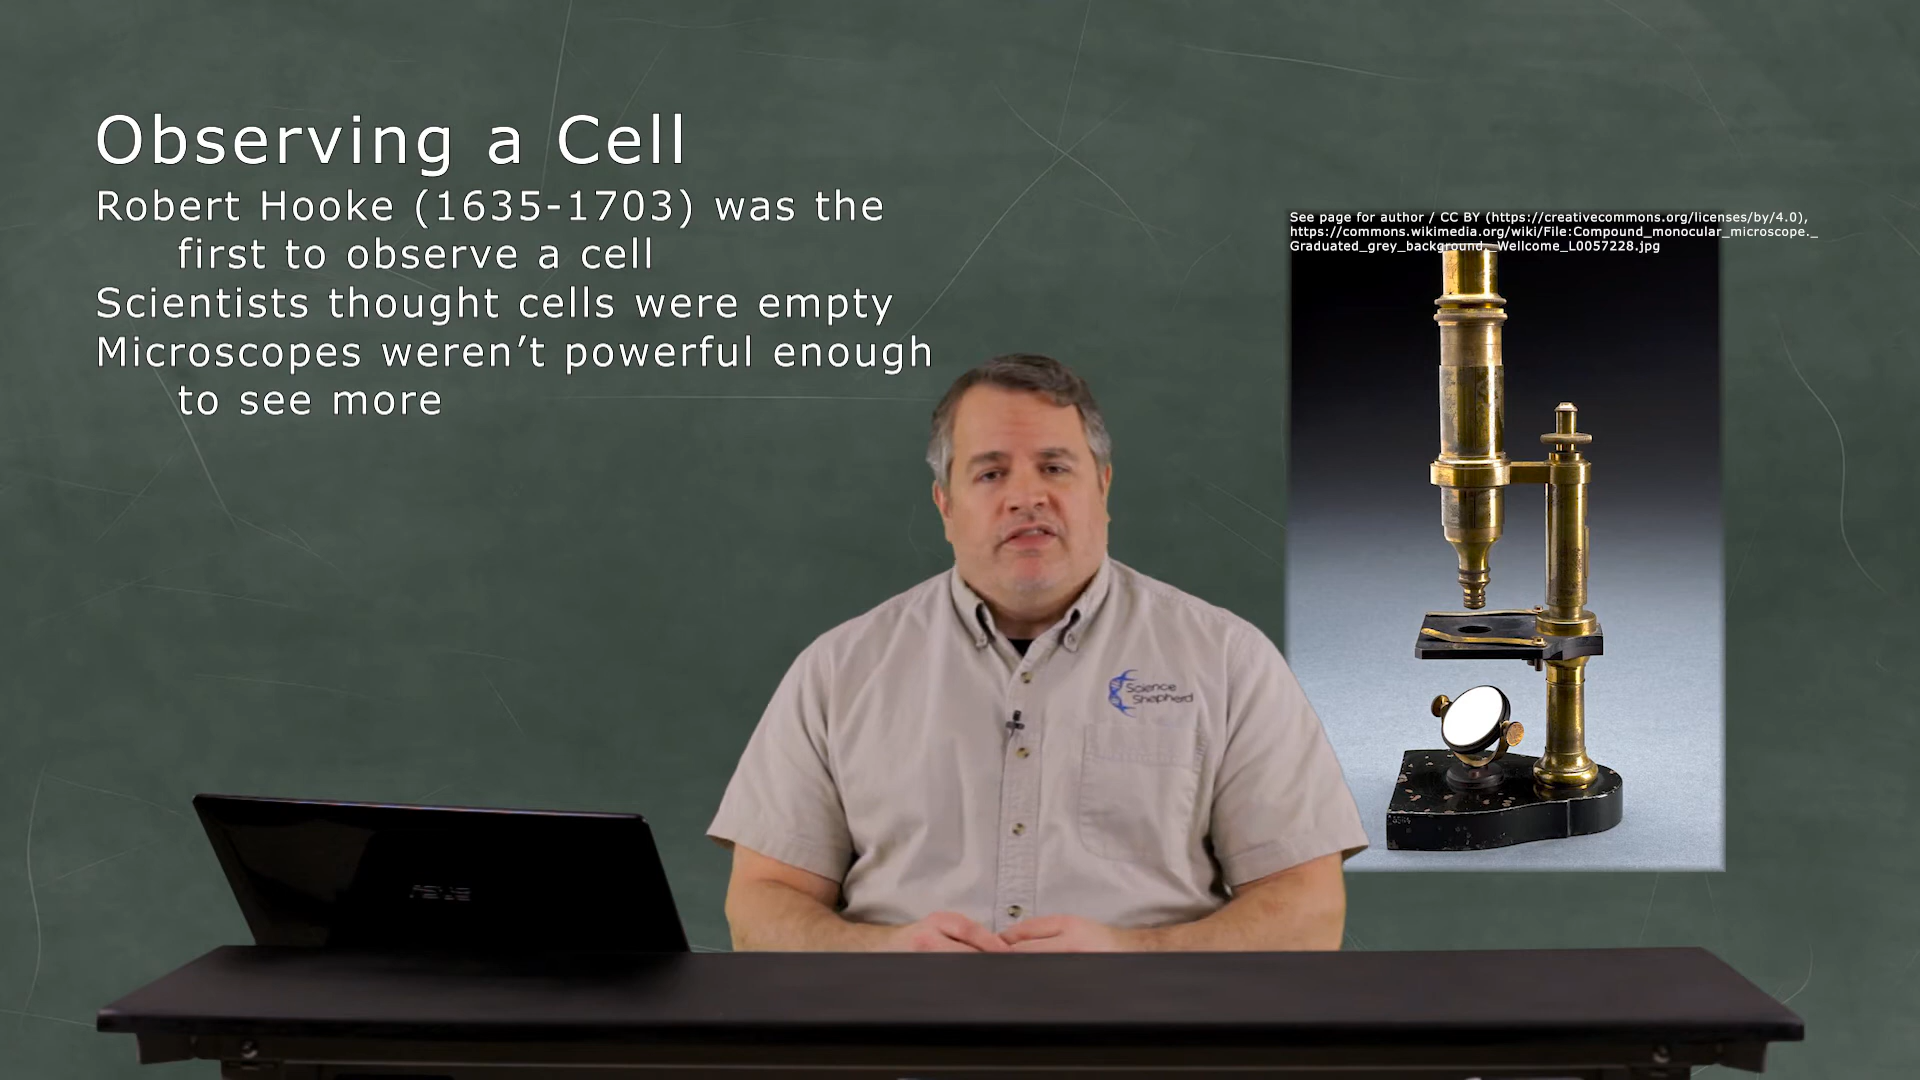 Observing a Cell
Robert Hooke (1635-1703) was the
first to observe a cell
Scientists thought cells were empty
Microscopes weren’t powerful enough
to see more
See page for author / CC BY (https://creativecommons.org/licenses/by/4.0),
https://commons.wikimedia.org/wiki/File:Compound_monocular_microscope._
Graduated_grey_background,_Wellcome_L0057228.jpg
Science
Shepherd
ASUS